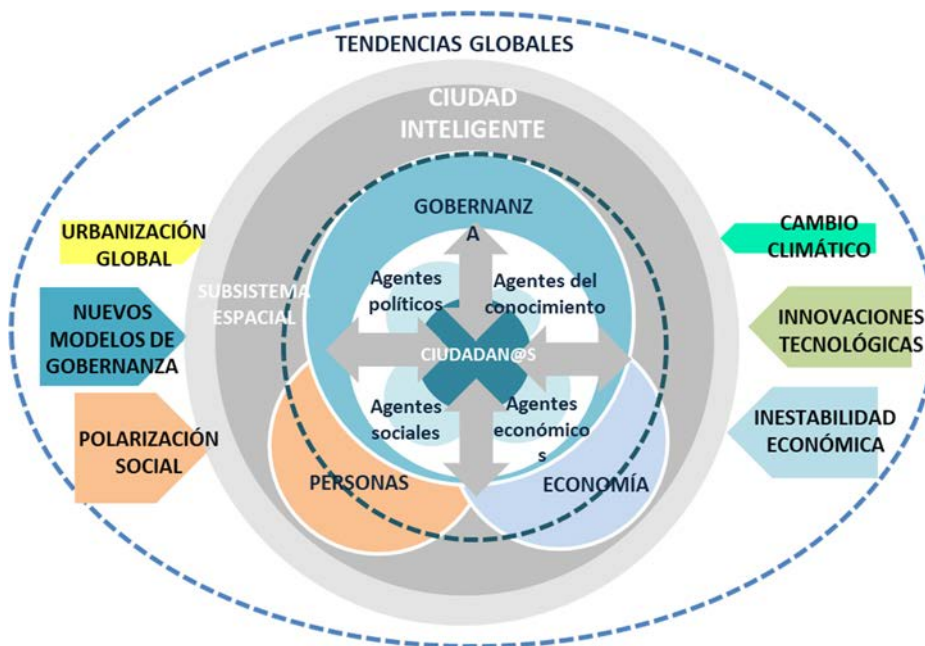 TENDENCIAS GLOBALES
CIUDAD
INTELIGENTE
GOBERNANZ
A
URBANIZACIÓN
GLOBAL
NUEVOS
MODELOS DE
GOBERNANZA
POLARIZACIÓN
SOCIAL
SUBSISTEMA
ESPACIAL
Agentes
políticos
Agentes del
conocimiento
CIUDADAN@S
Agentes
sociales
Agentes
económico
s
PERSONAS
ECONOMÍA
CAMBIO
CLIMÁTICO
INNOVACIONES
TECNOLÓGICAS
INESTABILIDAD
ECONÓMICA